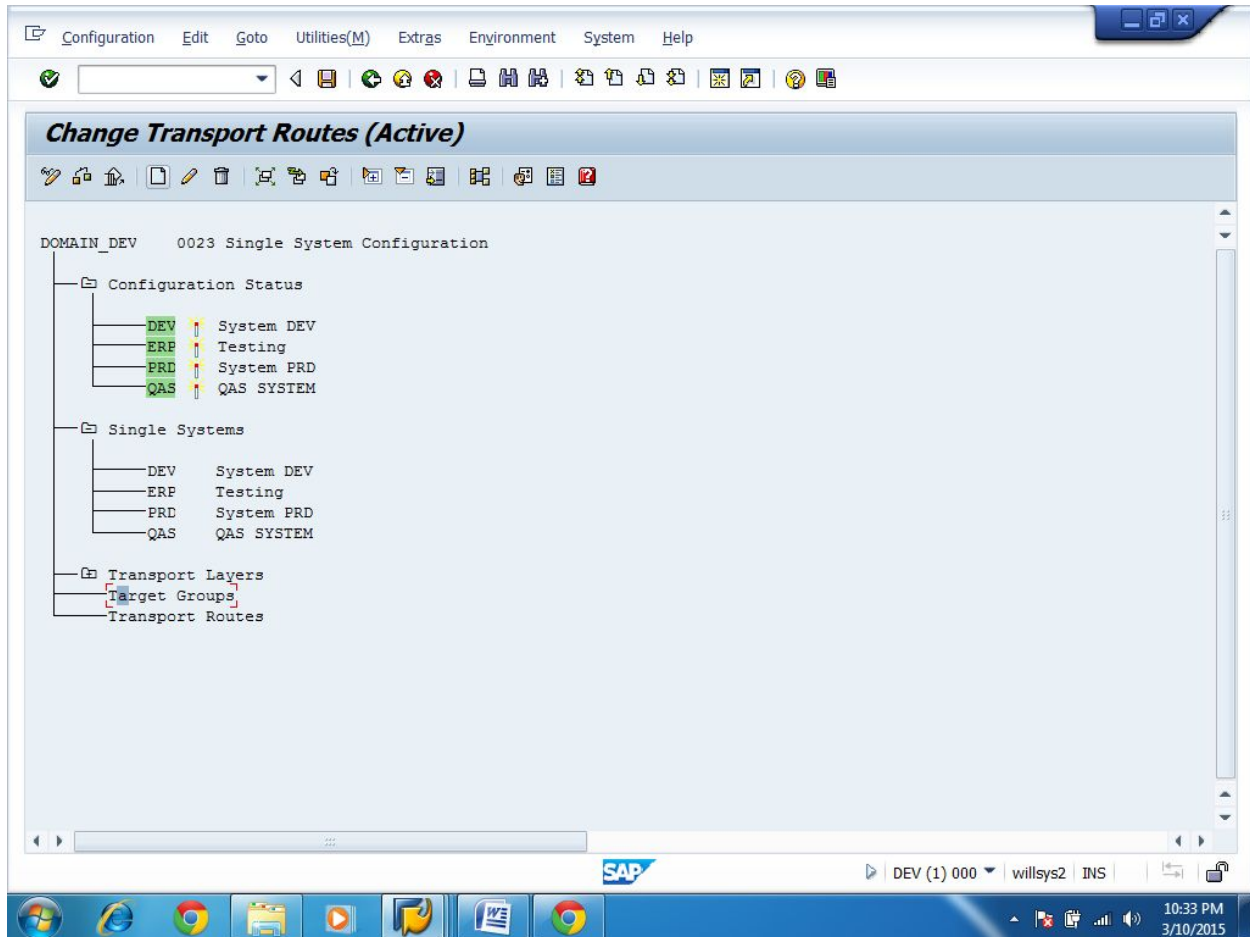 Configuration Edit Goto Utilities(M) Extras Environment System Help
Change Transport Routes (Active)
DOMAIN_DEV 0023 Single System Configuration
Configuration Status
DEV System DEV
ERP Testing
PRD System PRD
QAS QAS SYSTEM
Single Systems
DEV System DEV
ERP Testing
PRD System PRD
QAS QAS SYSTEM
Transport Layers
Target Groups
Transport Routes
SAP
DEV (1) 000 willsys2 INS
10:33 PM
3/10/2015